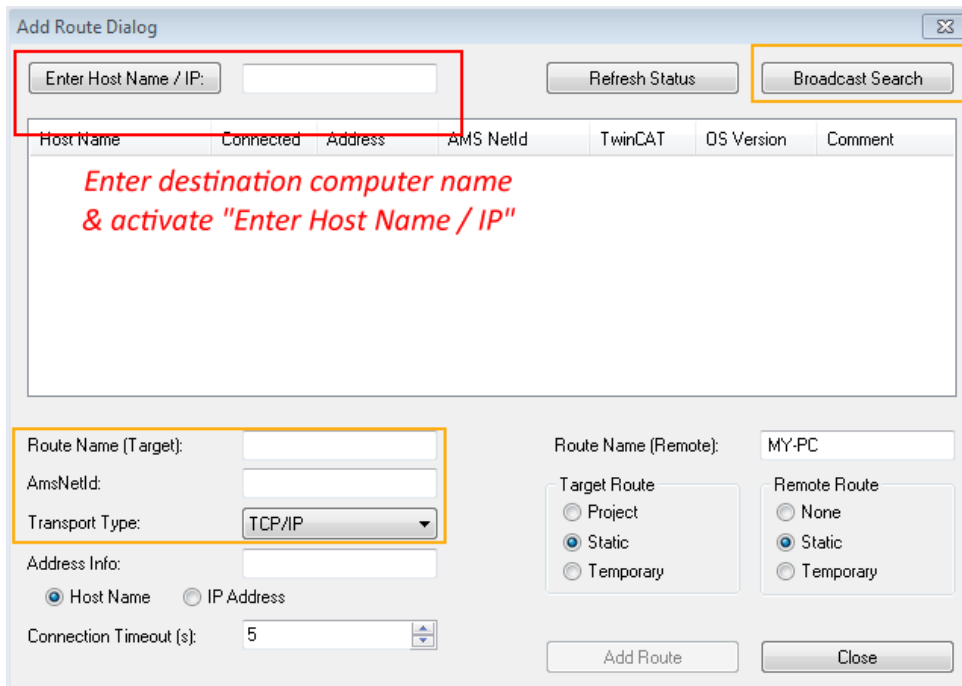 Add Route Dialog
Enter Host Name / IP: Refresh Status Broadcast Search
Host Name Connected Address AMS NetId TwinCAT OS Version Comment
Enter destination computer name
& activate "Enter Host Name / IP"
Route Name (Target): Route Name (Remote): MY-PC
AmsNetId: Target Route Remote Route
Transport Type: TCP/IP Project None
Static Static
Address Info: Temporary Temporary
Host Name IP Address
Connection Timeout (s): 5
Add Route Close